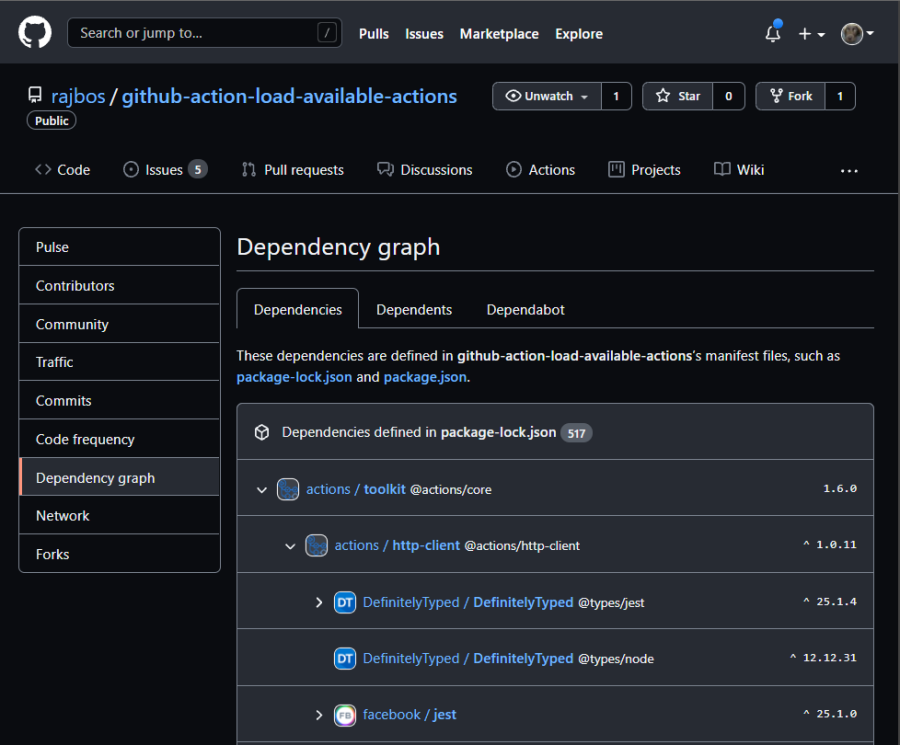 Search or jump to... /
Pulls Issues Marketplace Explore
rajbos / github-action-load-available-actions
Public
Unwatch 1 Star 0 Fork 1
Code Issues 5 Pull requests Discussions Actions Projects Wiki ...
Pulse
Contributors
Community
Traffic
Commits
Code frequency
Dependency graph
Network
Forks
Dependency graph
Dependencies Dependents Dependabot
These dependencies are defined in github-action-load-available-actions's manifest files, such as
package-lock.json and package.json.
Dependencies defined in package-lock.json 517
actions / toolkit @actions/core 1.6.0
actions / http-client @actions/http-client ^ 1.0.11
DT DefinitelyTyped / DefinitelyTyped @types/jest ^ 25.1.4
DT DefinitelyTyped / DefinitelyTyped @types/node ^ 12.12.31
FB facebook / jest ^ 25.1.0